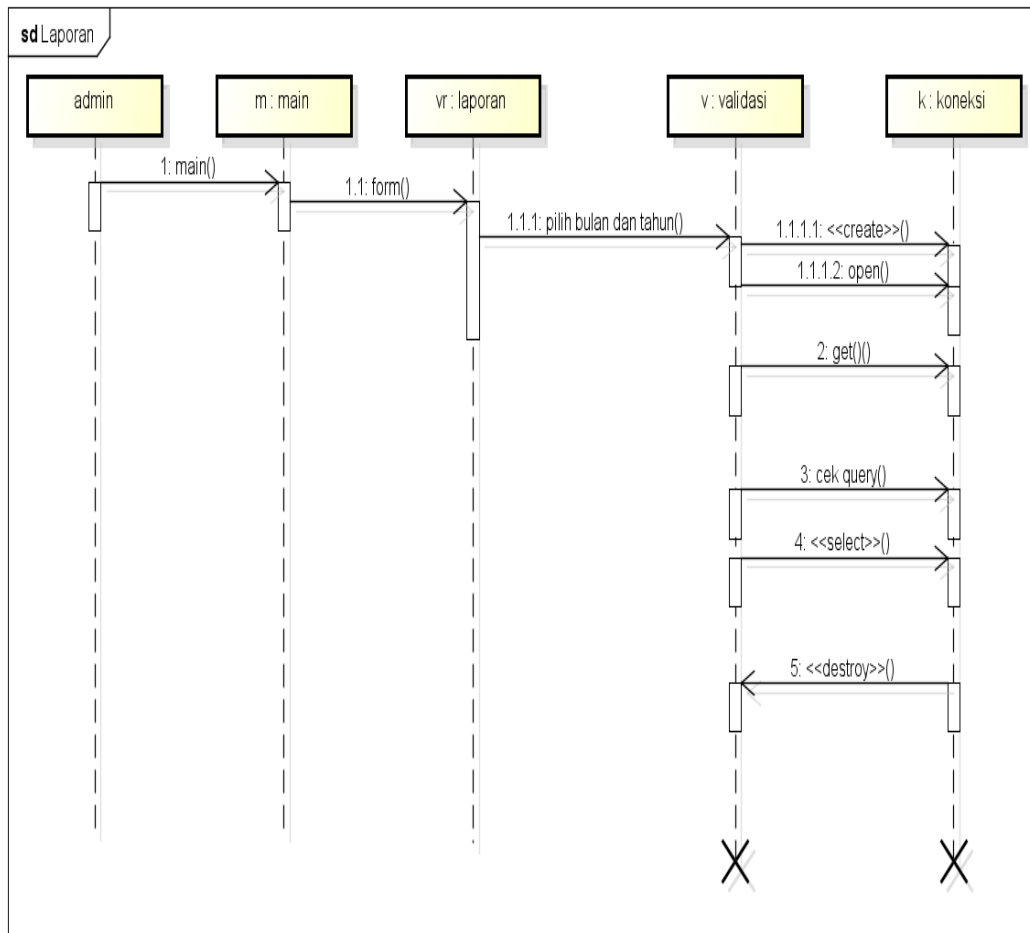 sd Laporan
admin
m : main
vr : laporan
v : validasi
k : koneksi
1: main()
1.1: form()
1.1.1: pilih bulan dan tahun()
1.1.1.1: <<create>>()
1.1.1.2: open()
2: get()()
3: cek query()
4: <<select>>()
5: <<destroy>>()